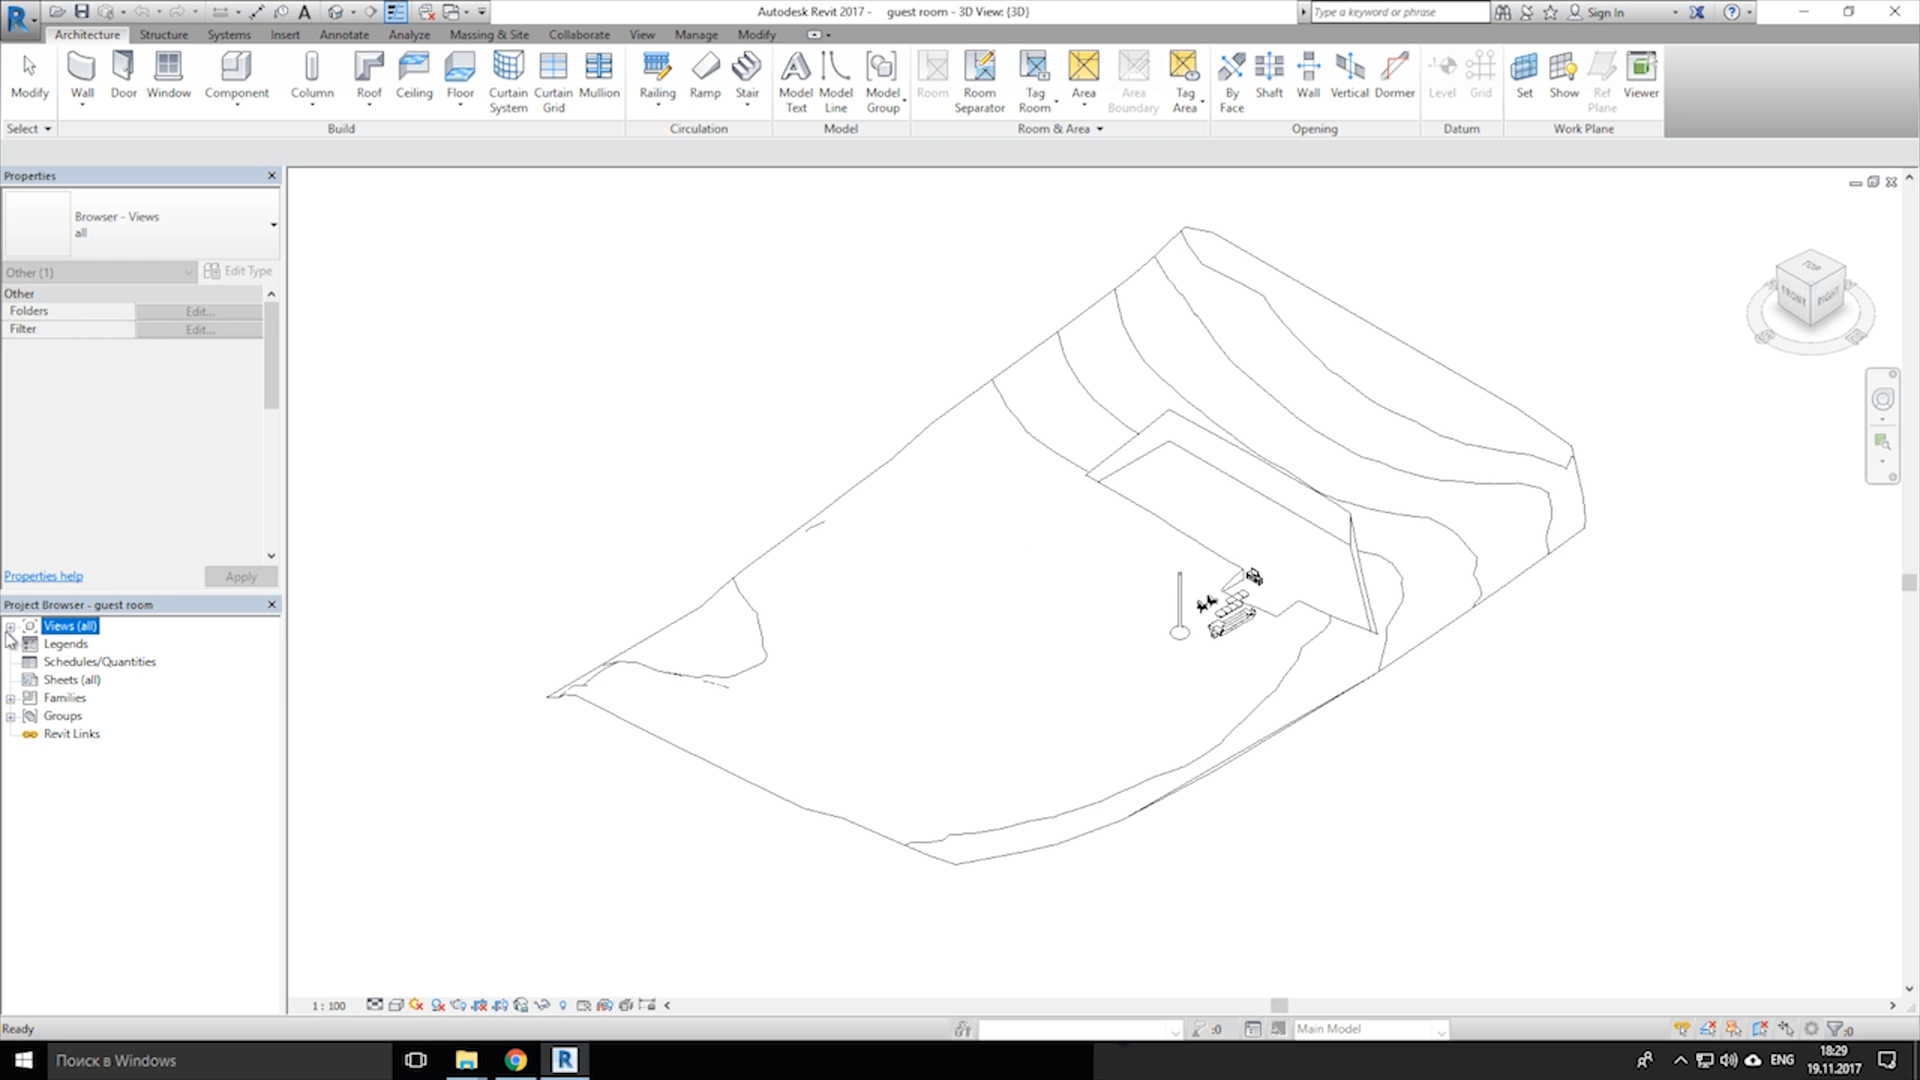 R
A
Autodesk Revit 2017 - guest room - 3D View: {3D}
Type a keyword or phrase
Sign In
?
Architecture Structure Systems Insert Annotate Analyze Massing & Site Collaborate View Manage Modify
Modify Wall Door Window Component Column Roof Ceiling Floor Curtain System Curtain Grid Mullion Railing Ramp Stair Model Text Model Line Model Group Room Room Separator Tag Room Area Area Boundary Tag Area By Face Shaft Wall Vertical Dormer Level Grid Set Show Ref Plane Viewer
Select Build Circulation Model Room & Area Opening Datum Work Plane
Properties
Browser - Views
all
Other (1) Edit Type
Other
Folders Edit...
Filter Edit...
Properties help Apply
Project Browser - guest room
Views (all)
Legends
Schedules/Quantities
Sheets (all)
Families
Groups
Revit Links
TOP
FRONT RIGHT
1 : 100
Ready
:0
Main Model
:0
Поиск в Windows
R
ENG
18:29
19.11.2017